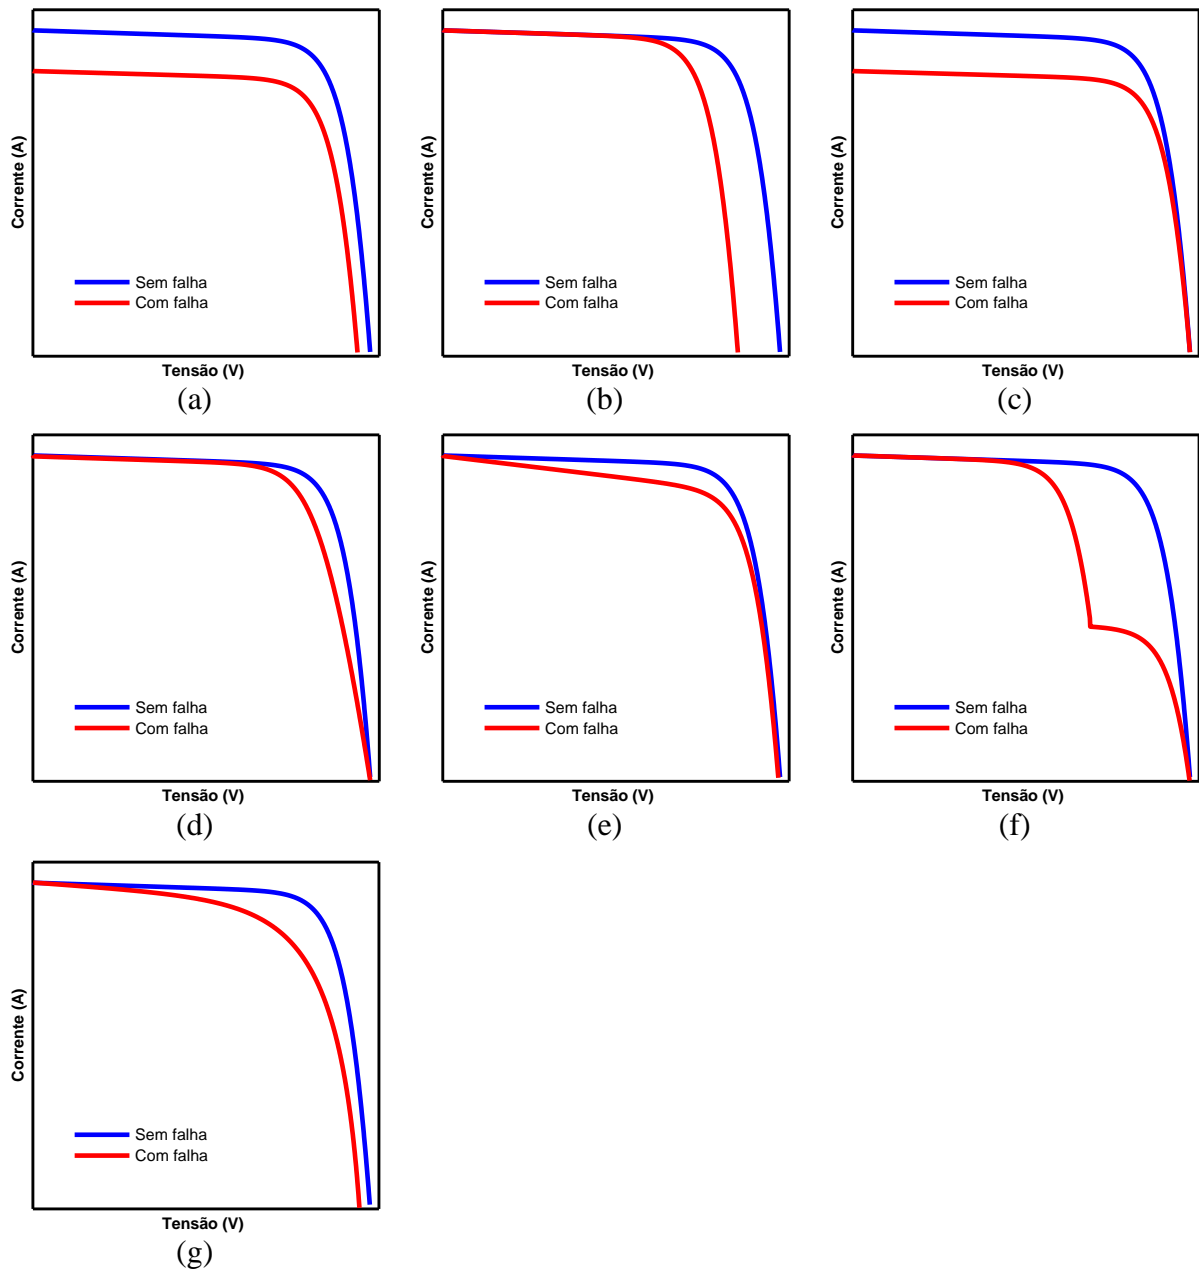 Corrente (A)
Sem falha
Com falha
Tensão (V)
(a)
Corrente (A)
Sem falha
Com falha
Tensão (V)
(b)
Corrente (A)
Sem falha
Com falha
Tensão (V)
(c)
Corrente (A)
Sem falha
Com falha
Tensão (V)
(d)
Corrente (A)
Sem falha
Com falha
Tensão (V)
(e)
Corrente (A)
Sem falha
Com falha
Tensão (V)
(f)
Corrente (A)
Sem falha
Com falha
Tensão (V)
(g)